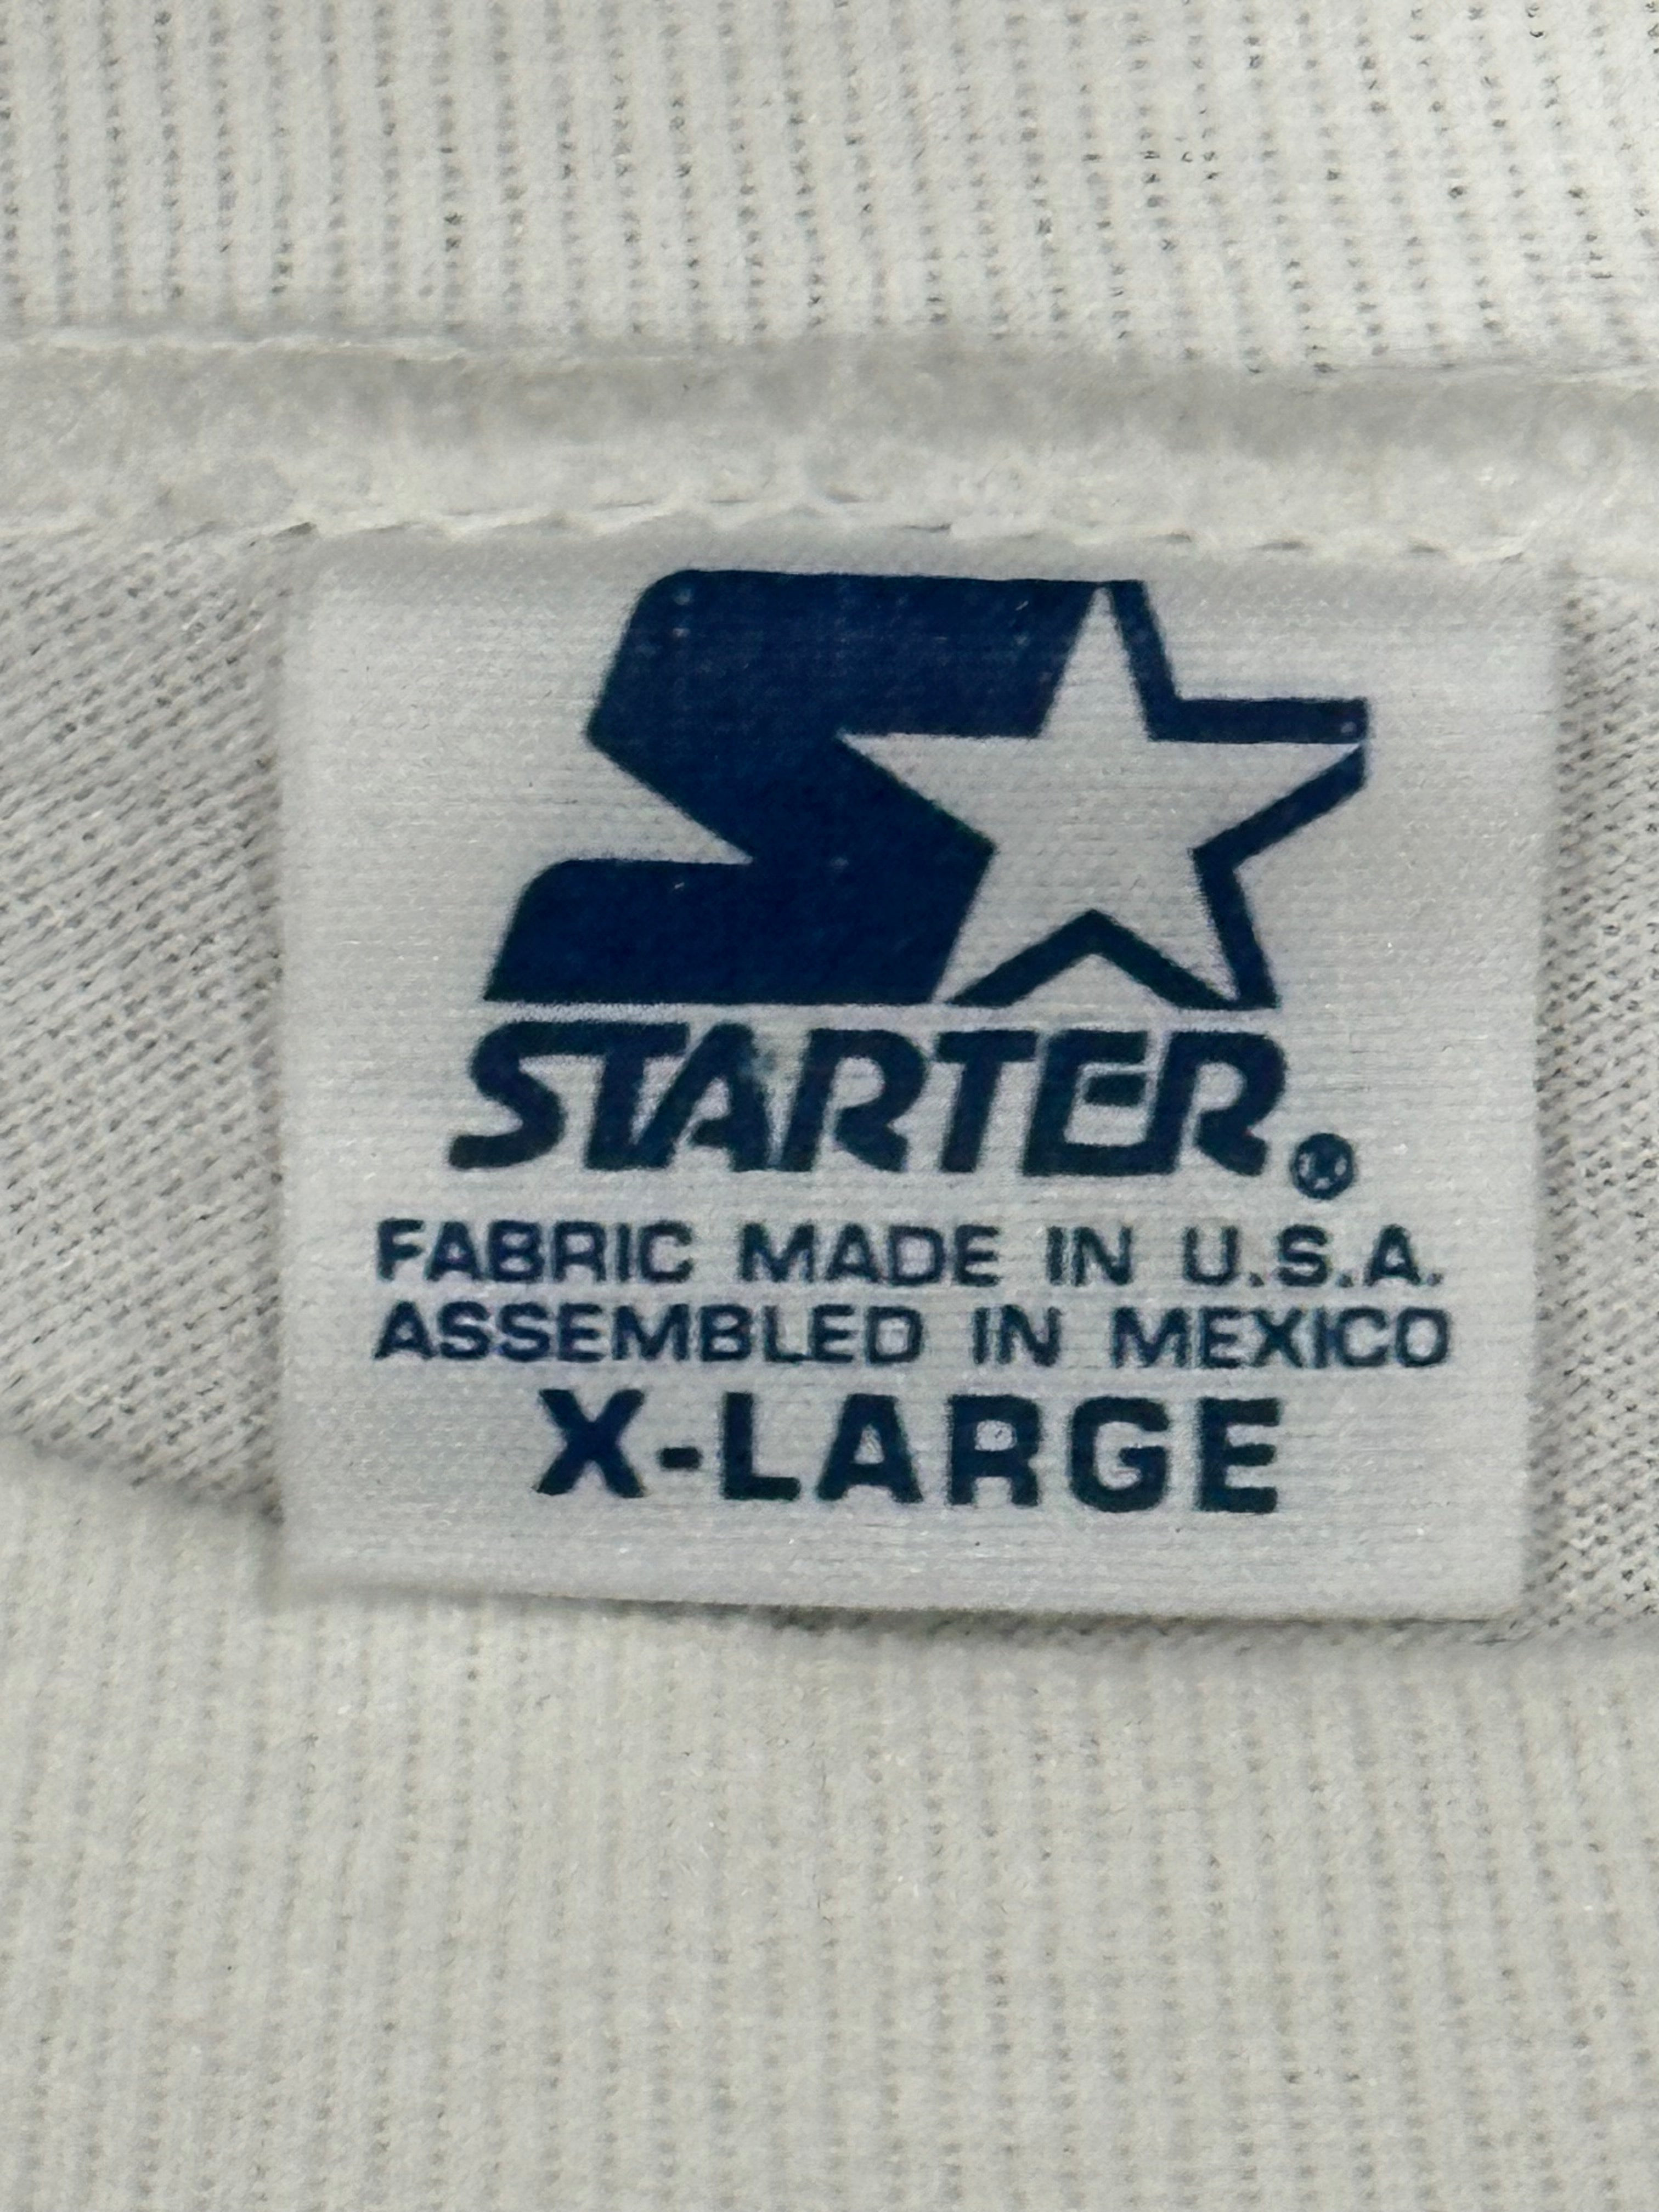 STARTER®
FABRIC MADE IN U.S.A.
ASSEMBLED IN MEXICO
X-LARGE